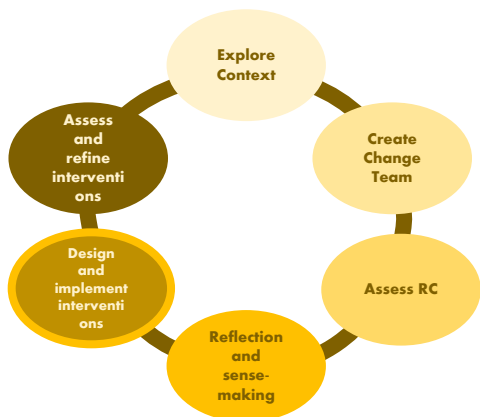 Explore
Context
Create
Change
Team
Assess RC
Reflection
and
sense-
making
Design
and
implement
interventi
ons
Assess
and
refine
interventi
ons